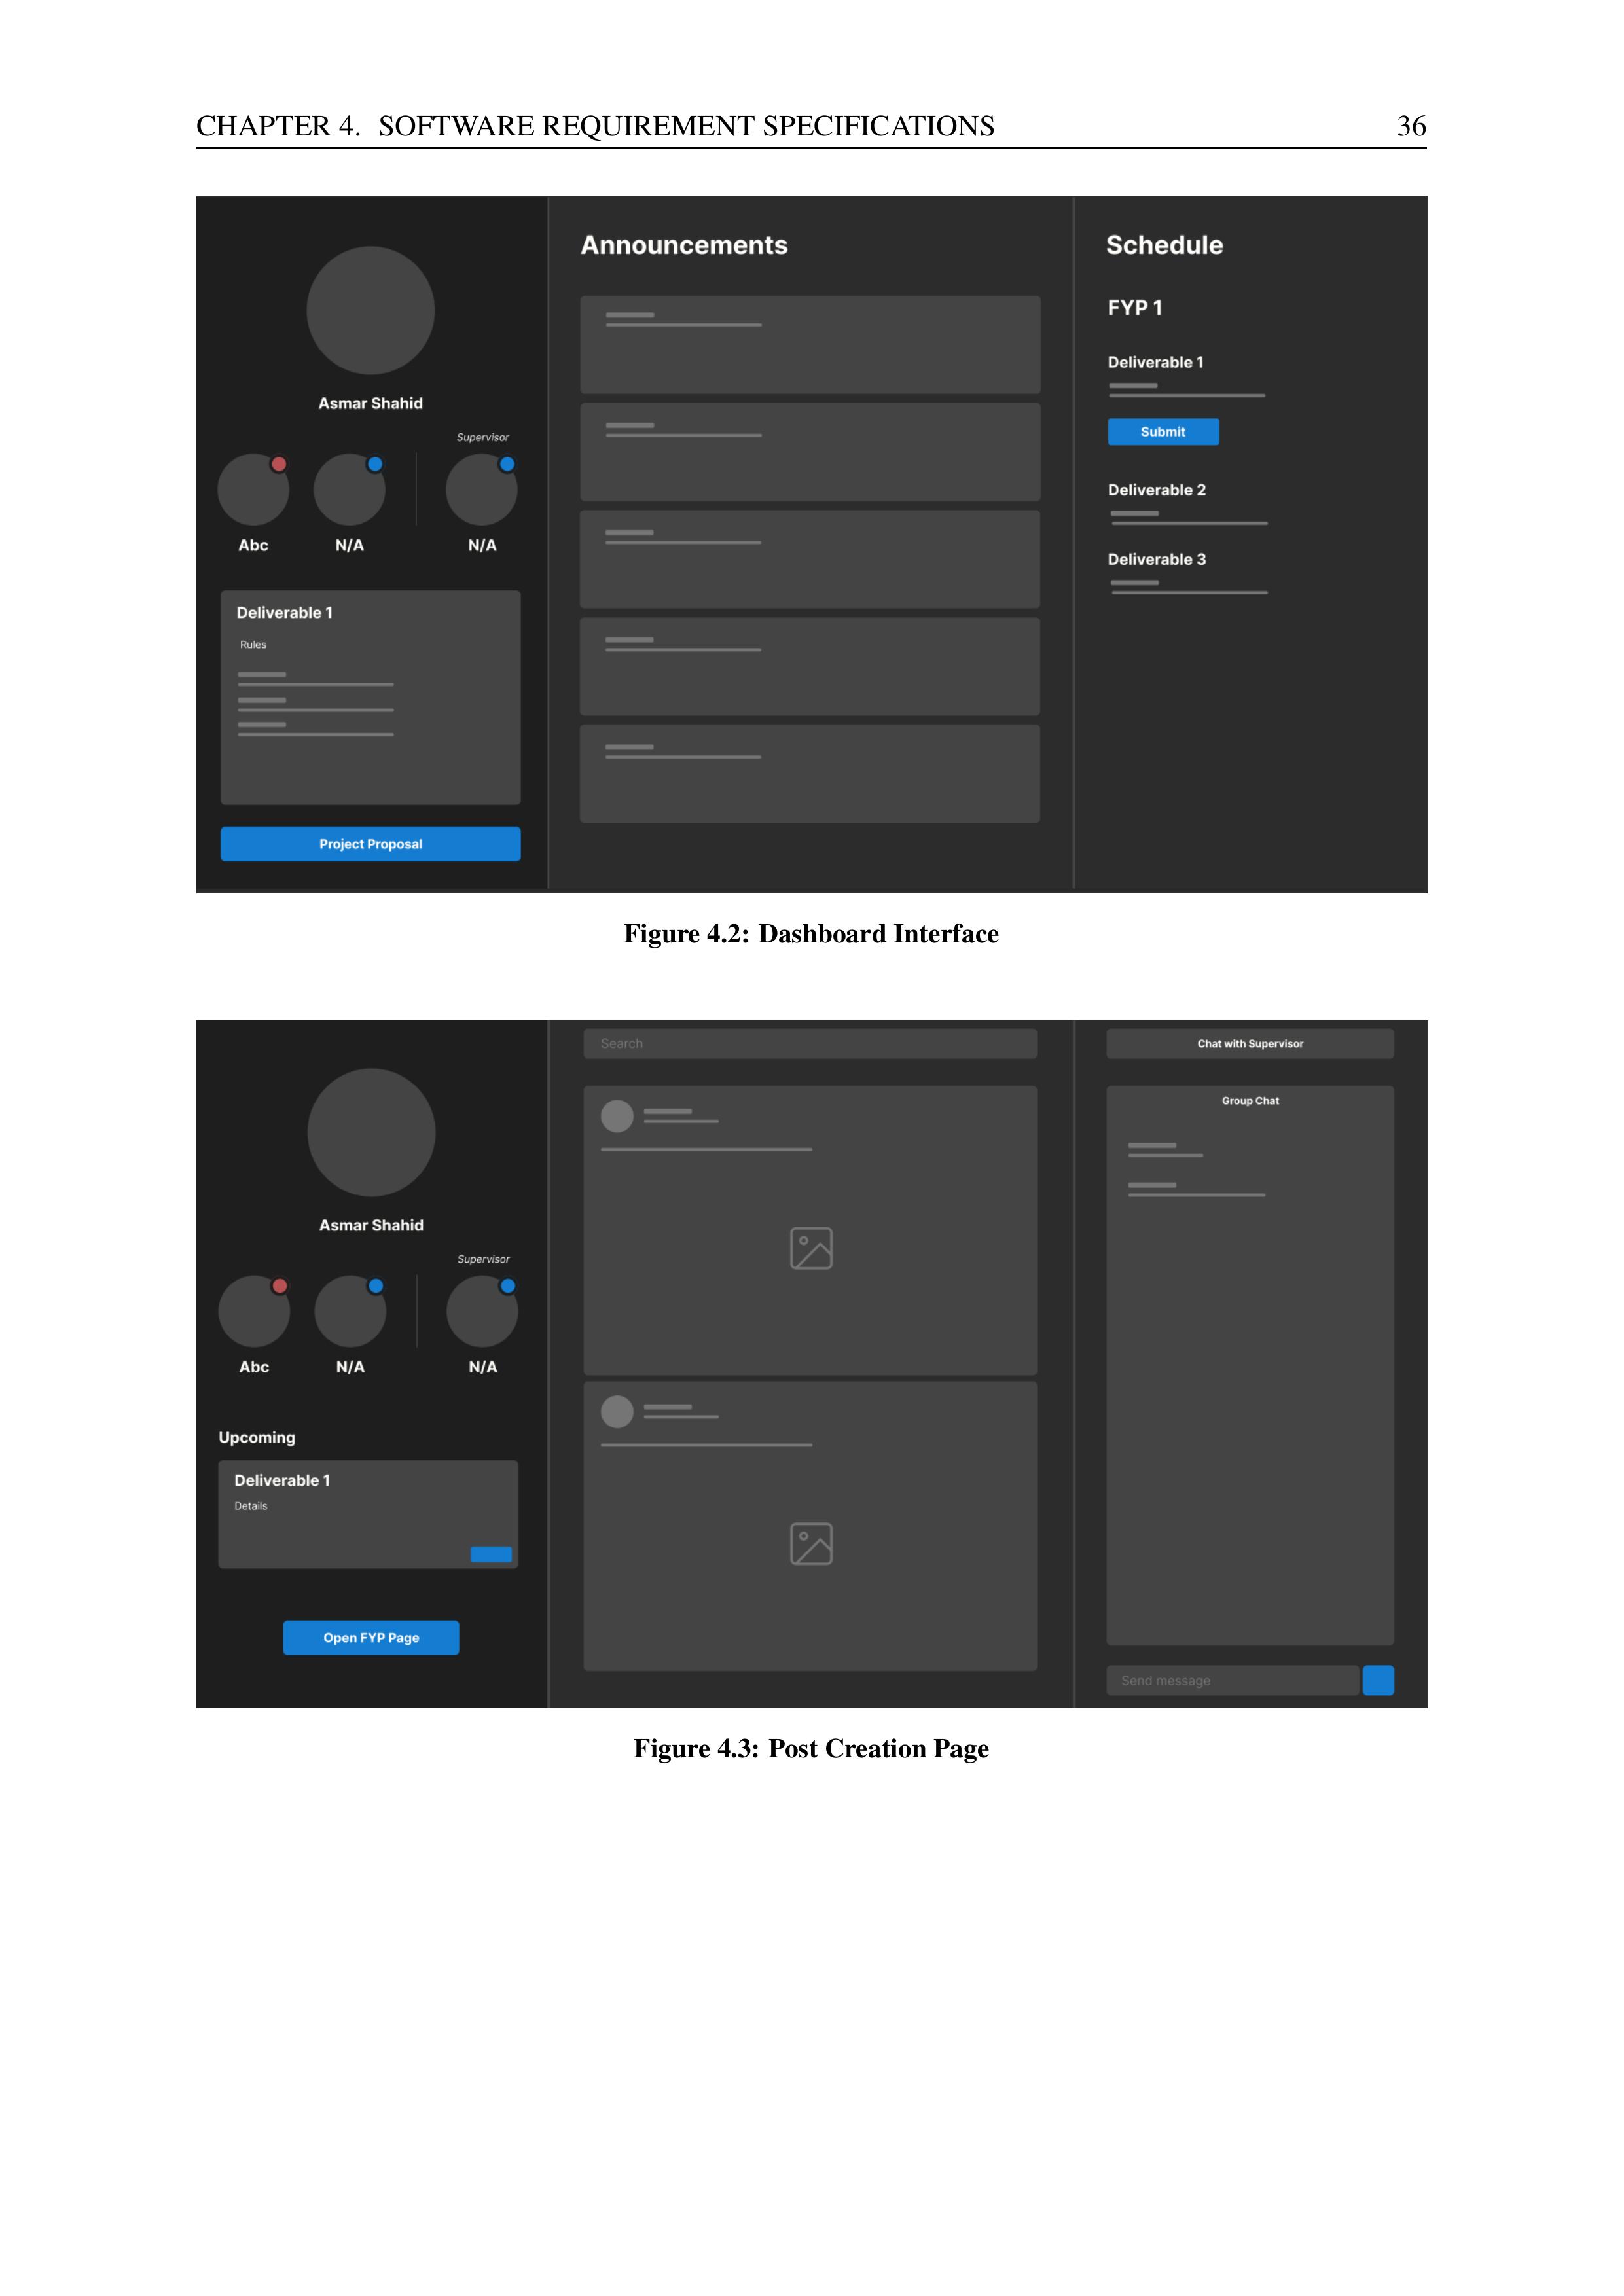 CHAPTER 4. SOFTWARE REQUIREMENT SPECIFICATIONS 36
Asmar Shahid
Supervisor
Abc N/A N/A
Deliverable 1
Rules
Project Proposal
Announcements
Schedule
FYP 1
Deliverable 1
Submit
Deliverable 2
Deliverable 3
Figure 4.2: Dashboard Interface
Asmar Shahid
Supervisor
Abc N/A N/A
Upcoming
Deliverable 1
Details
Open FYP Page
Search
Chat with Supervisor
Group Chat
Send message
Figure 4.3: Post Creation Page